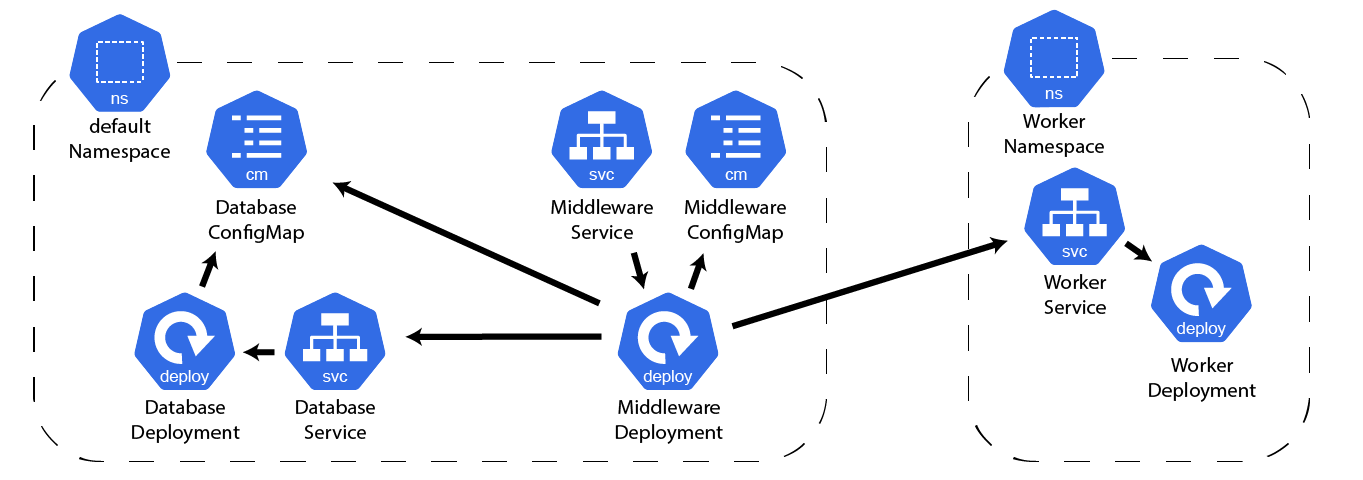 ns
default
Namespace
cm
Database
ConfigMap
svc
Middleware
Service
cm
Middleware
ConfigMap
deploy
Database
Deployment
svc
Database
Service
deploy
Middleware
Deployment
ns
Worker
Namespace
svc
Worker
Service
deploy
Worker
Deployment